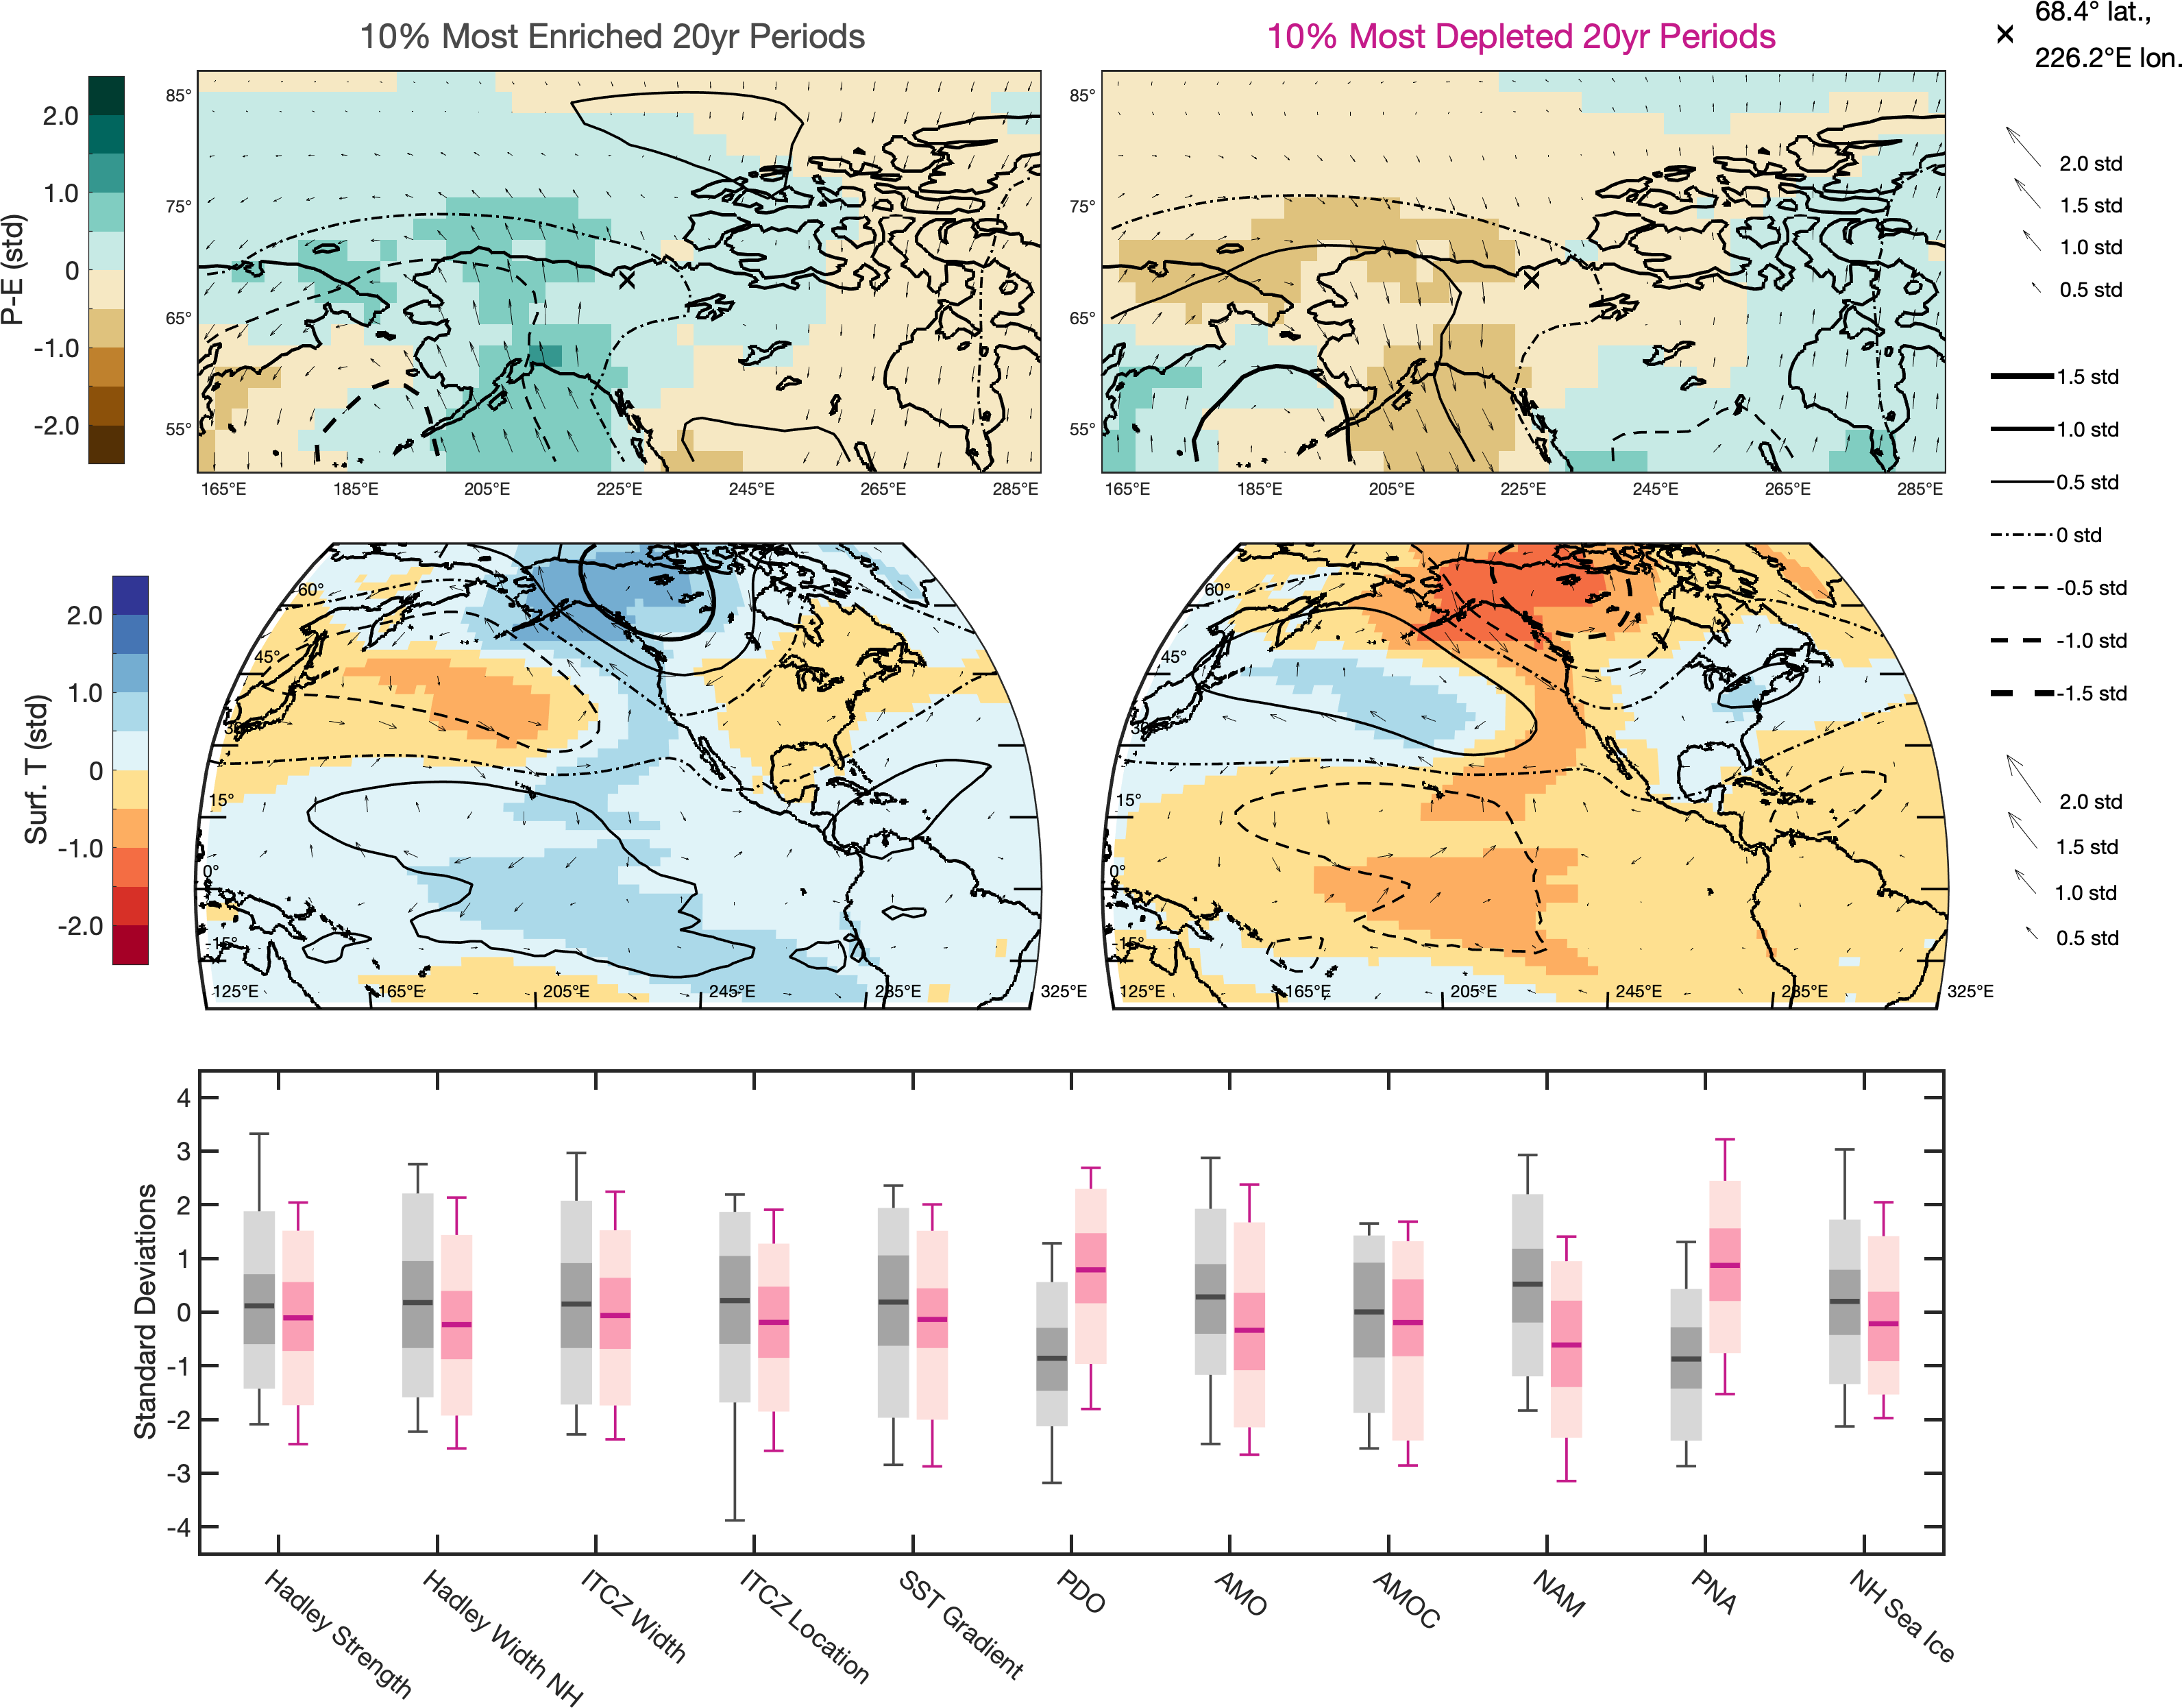 10% Most Enriched 20yr Periods
10% Most Depleted 20yr Periods
68.4° lat.,
226.2°E lon.
P-E (std)
2.0
1.0
0
-1.0
-2.0
85°
75°
65°
55°
165°E 185°E 205°E 225°E 245°E 265°E 285°E
85°
75°
65°
55°
165°E 185°E 205°E 225°E 245°E 265°E 285°E
2.0 std
1.5 std
1.0 std
0.5 std
1.5 std
1.0 std
0.5 std
0 std
-0.5 std
-1.0 std
-1.5 std
2.0 std
1.5 std
1.0 std
0.5 std
Surf. T (std)
2.0
1.0
0
-1.0
-2.0
60°
45°
30°
15°
0°
-15°
125°E 165°E 205°E 245°E 285°E 325°E
60°
45°
30°
15°
0°
-15°
125°E 165°E 205°E 245°E 285°E 325°E
Standard Deviations
4
3
2
1
0
-1
-2
-3
-4
Hadley Strength
Hadley Width NH
ITCZ Width
ITCZ Location
SST Gradient
PDO
AMO
AMOC
NAM
PNA
NH Sea Ice